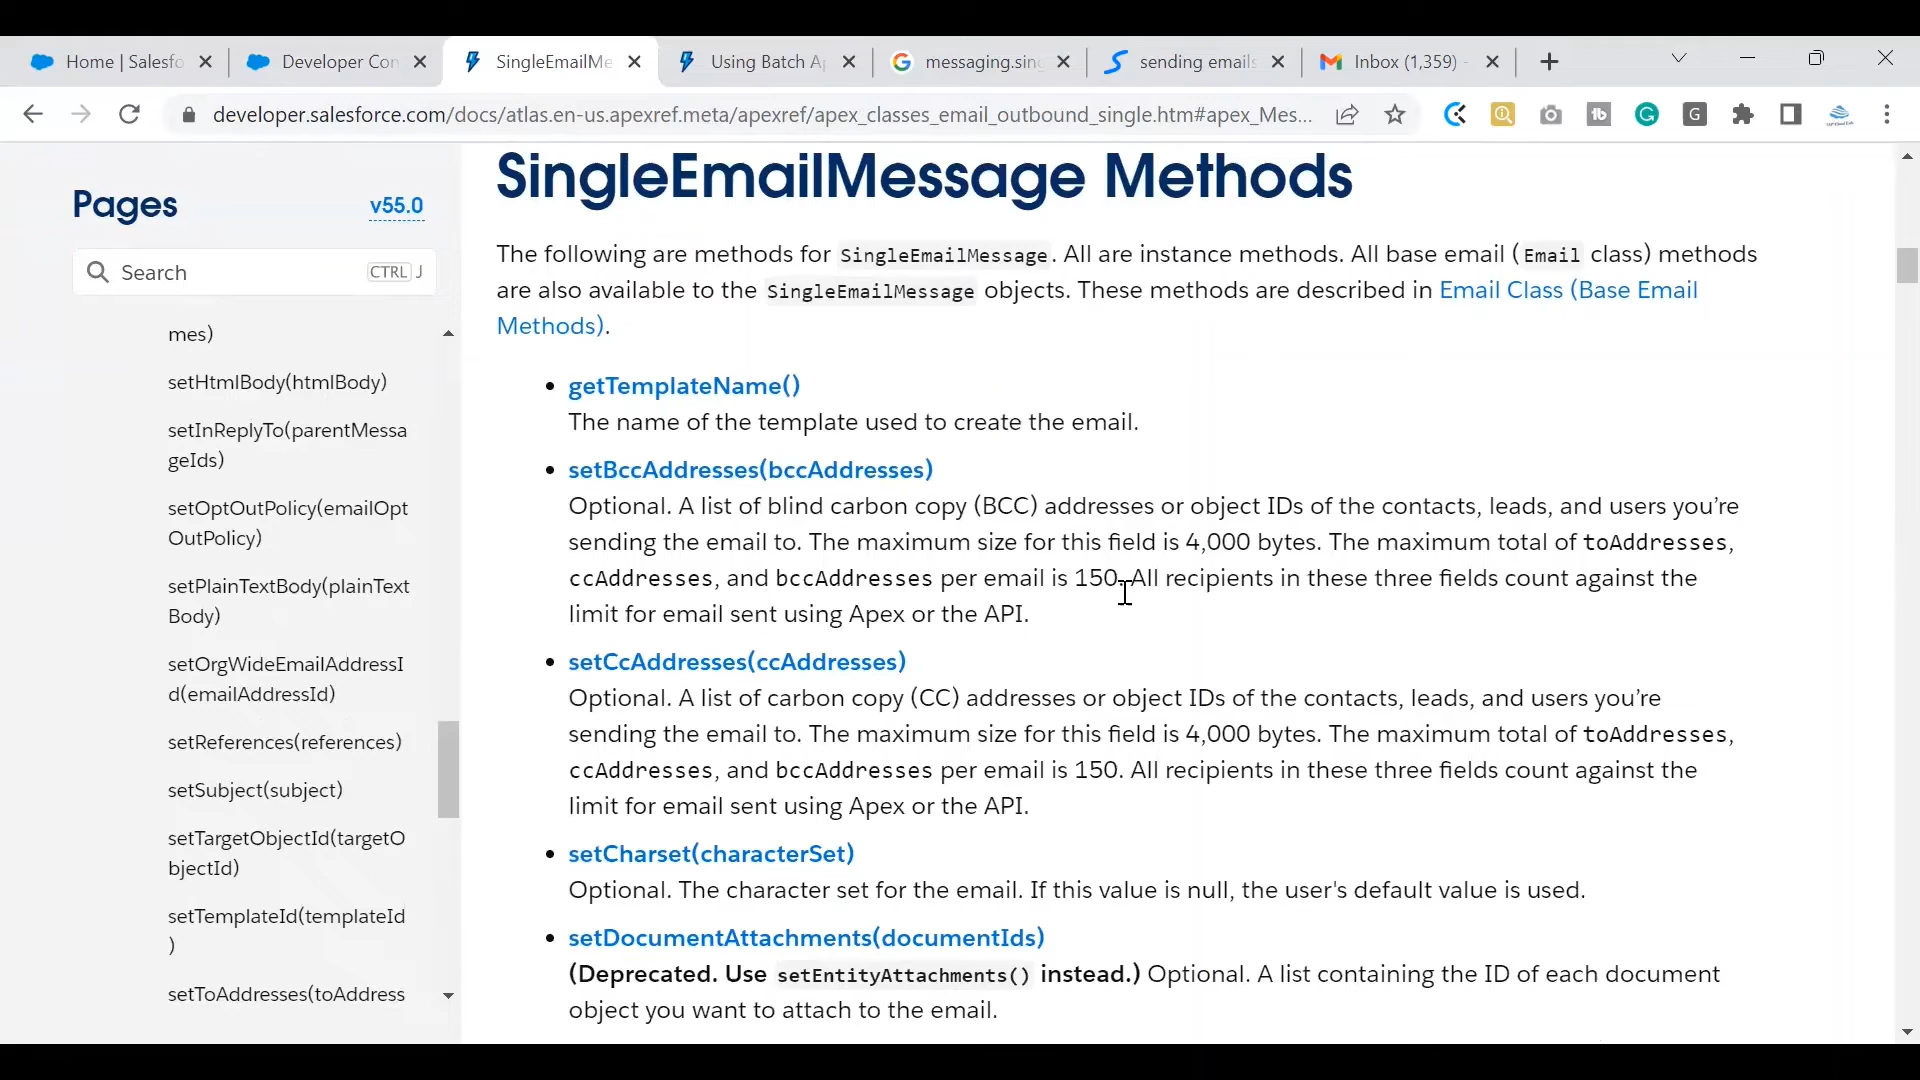 Home | Salesfo
Developer Con
SingleEmailMe
Using Batch Ap
messaging.sing
sending emails
Inbox (1,359) -
developer.salesforce.com/docs/atlas.en-us.apexref.meta/apexref/apex_classes_email_outbound_single.htm#apex_Mes...
Pages
v55.0
Search
CTRL J
mes)
setHtmlBody(htmlBody)
setInReplyTo(parentMessa
geIds)
setOptOutPolicy(emailOpt
OutPolicy)
setPlainTextBody(plainText
Body)
setOrgWideEmailAddressI
d(emailAddressId)
setReferences(references)
setSubject(subject)
setTargetObjectId(targetO
bjectId)
setTemplateId(templateId
)
setToAddresses(toAddress
SingleEmailMessage Methods
The following are methods for SingleEmailMessage. All are instance methods. All base email (Email class) methods
are also available to the SingleEmailMessage objects. These methods are described in Email Class (Base Email
Methods).
• getTemplateName()
The name of the template used to create the email.
• setBccAddresses(bccAddresses)
Optional. A list of blind carbon copy (BCC) addresses or object IDs of the contacts, leads, and users you’re
sending the email to. The maximum size for this field is 4,000 bytes. The maximum total of toAddresses,
ccAddresses, and bccAddresses per email is 150. All recipients in these three fields count against the
limit for email sent using Apex or the API.
• setCcAddresses(ccAddresses)
Optional. A list of carbon copy (CC) addresses or object IDs of the contacts, leads, and users you’re
sending the email to. The maximum size for this field is 4,000 bytes. The maximum total of toAddresses,
ccAddresses, and bccAddresses per email is 150. All recipients in these three fields count against the
limit for email sent using Apex or the API.
• setCharset(characterSet)
Optional. The character set for the email. If this value is null, the user's default value is used.
• setDocumentAttachments(documentIds)
(Deprecated. Use setEntityAttachments() instead.) Optional. A list containing the ID of each document
object you want to attach to the email.